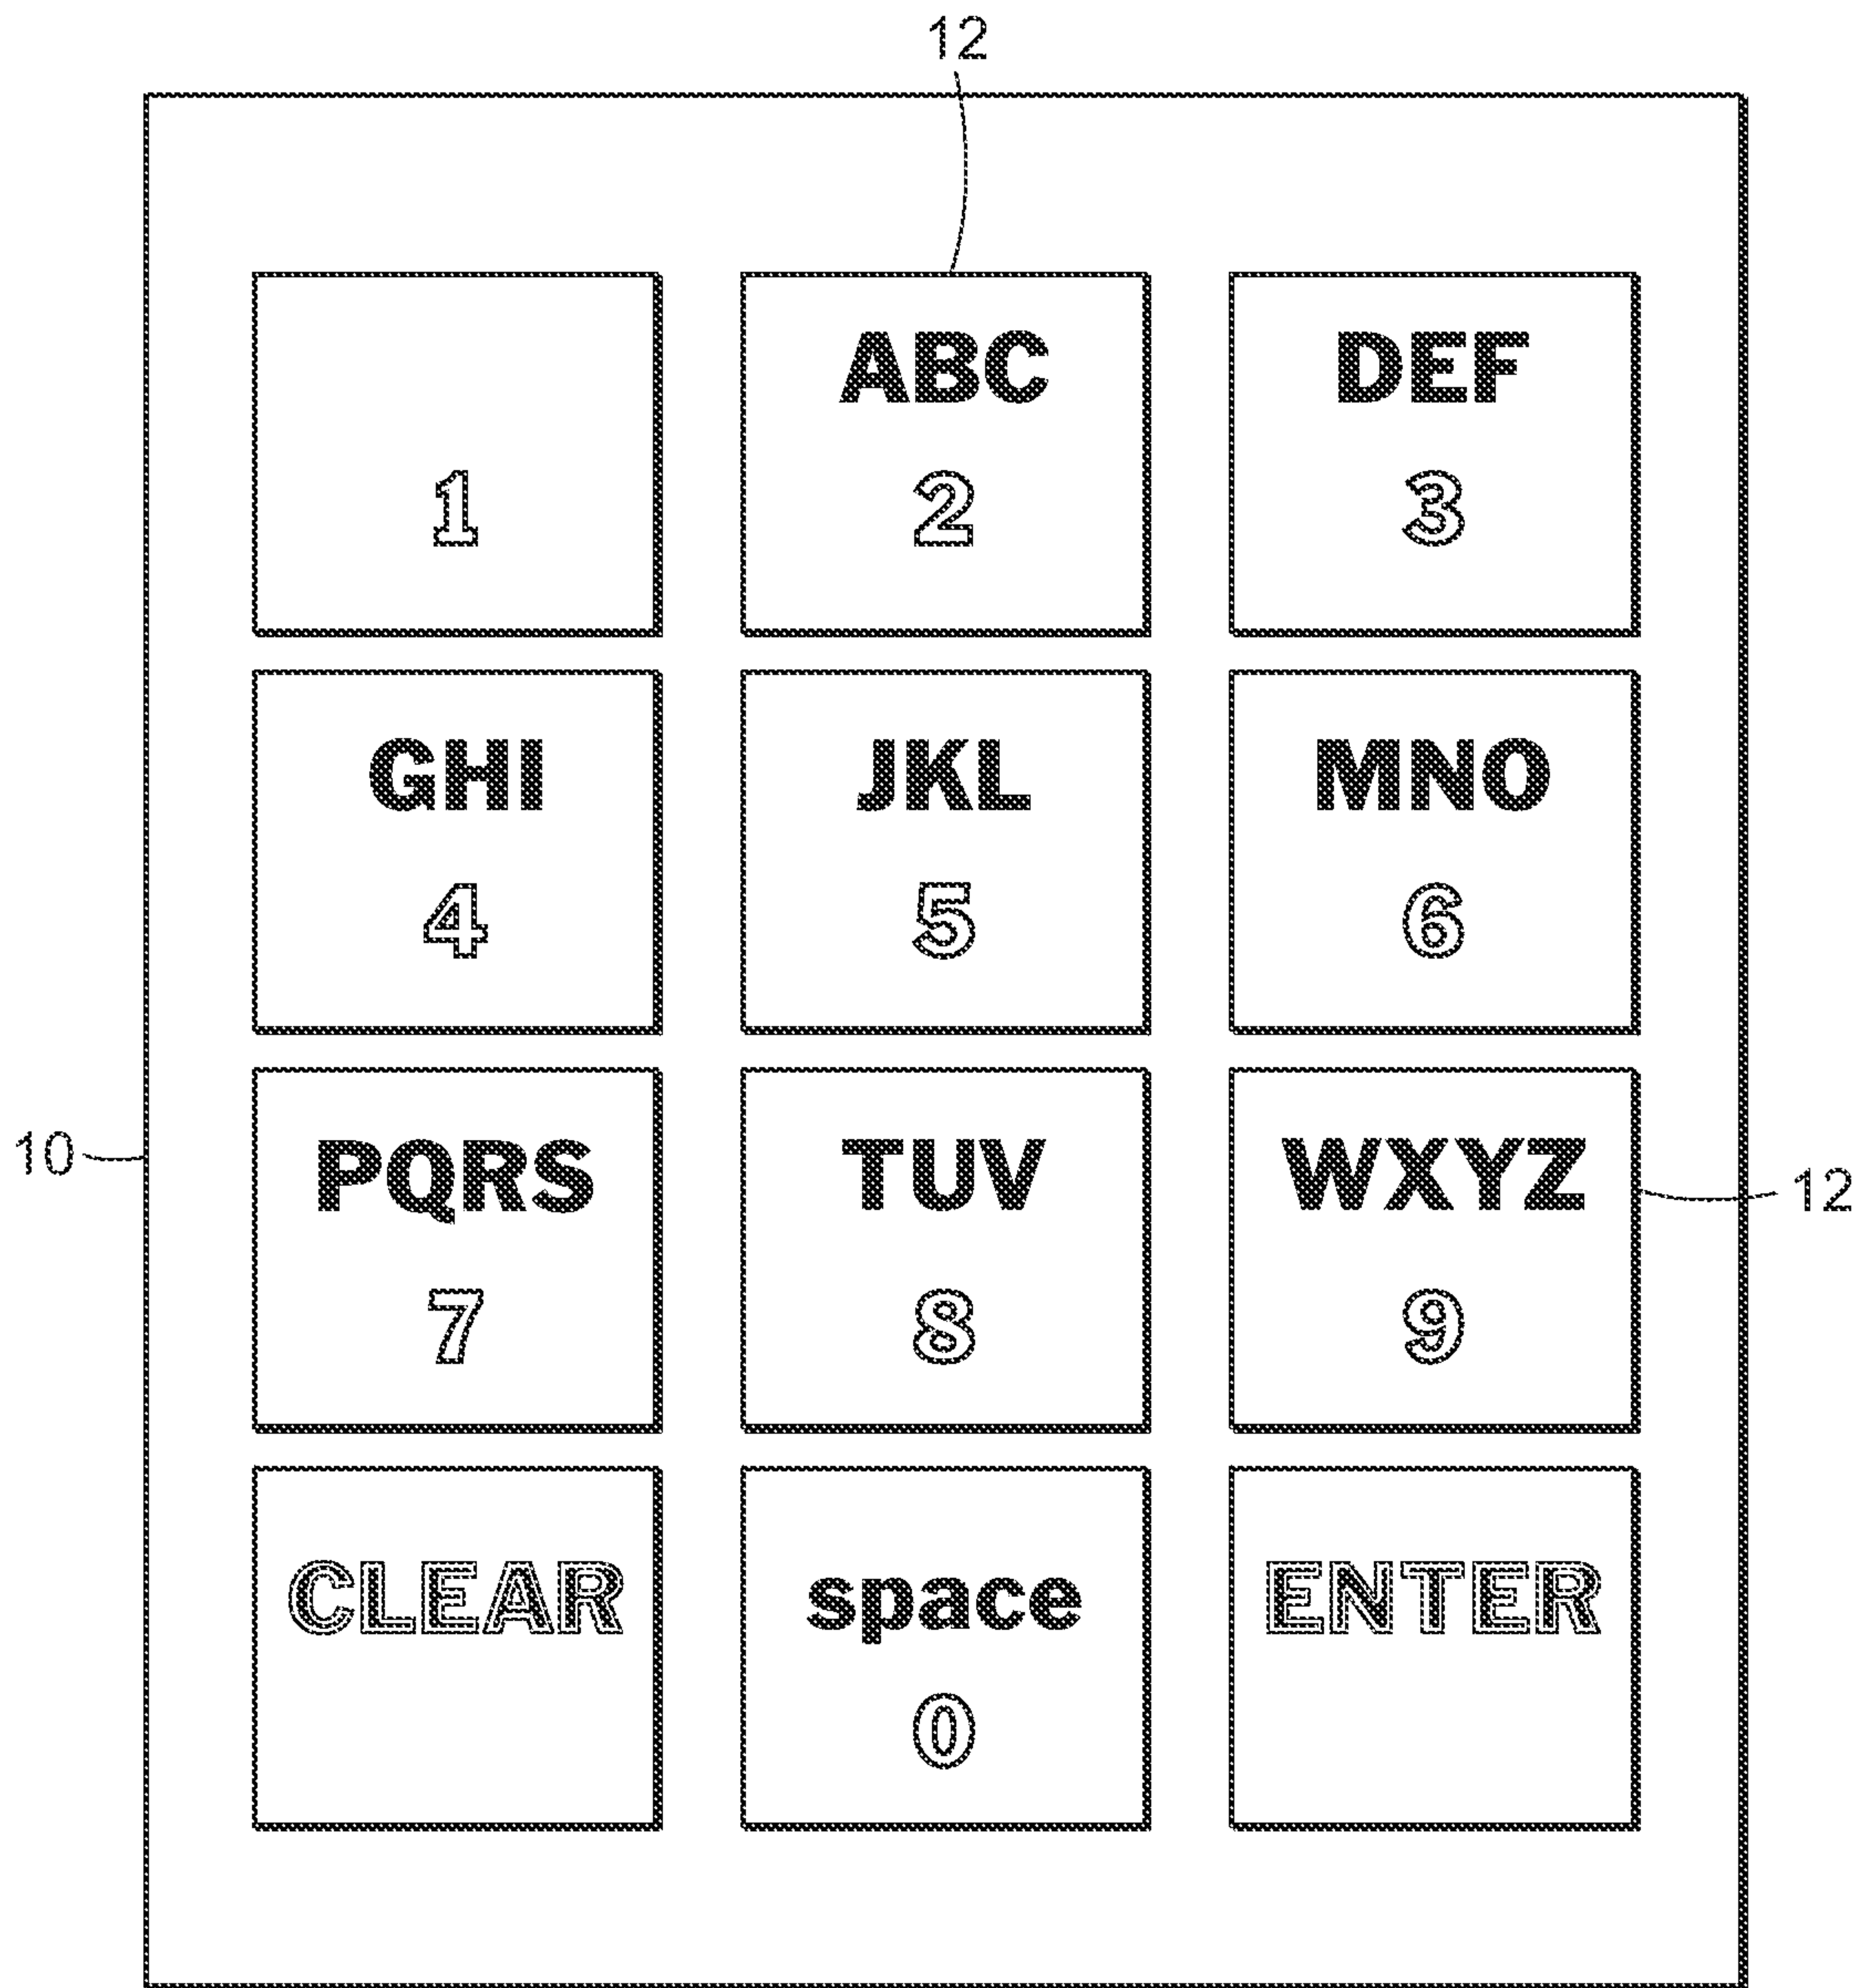 12
ABC DEF
1 2 3
GHI JKL MNO
4 5 6
10
PQRS TUV WXYZ
12
7 8 9
CLEAR space ENTER
0